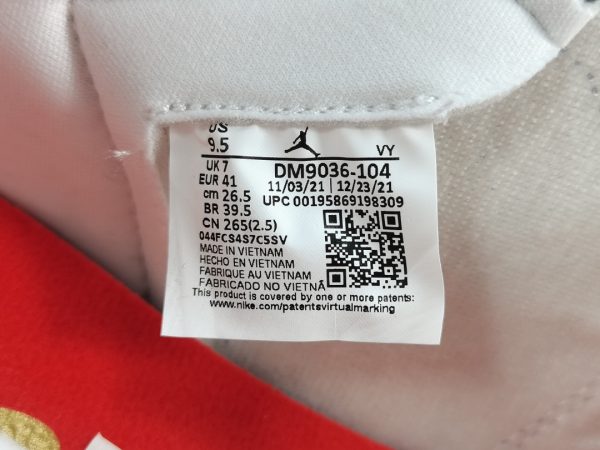 US
9.5
UK 7
EUR 41
cm 26.5
BR 39.5
CN 265(2.5)
044FCS4S7C5SV
VY
DM9036-104
11/03/21 | 12/23/21
UPC 00195869198309
MADE IN VIETNAM
HECHO EN VIETNAM
FABRIQUE AU VIETNAM
FABRICADO NO VIETNÃ
This product is covered by one or more patents:
www.nike.com/patentsvirtualmarking